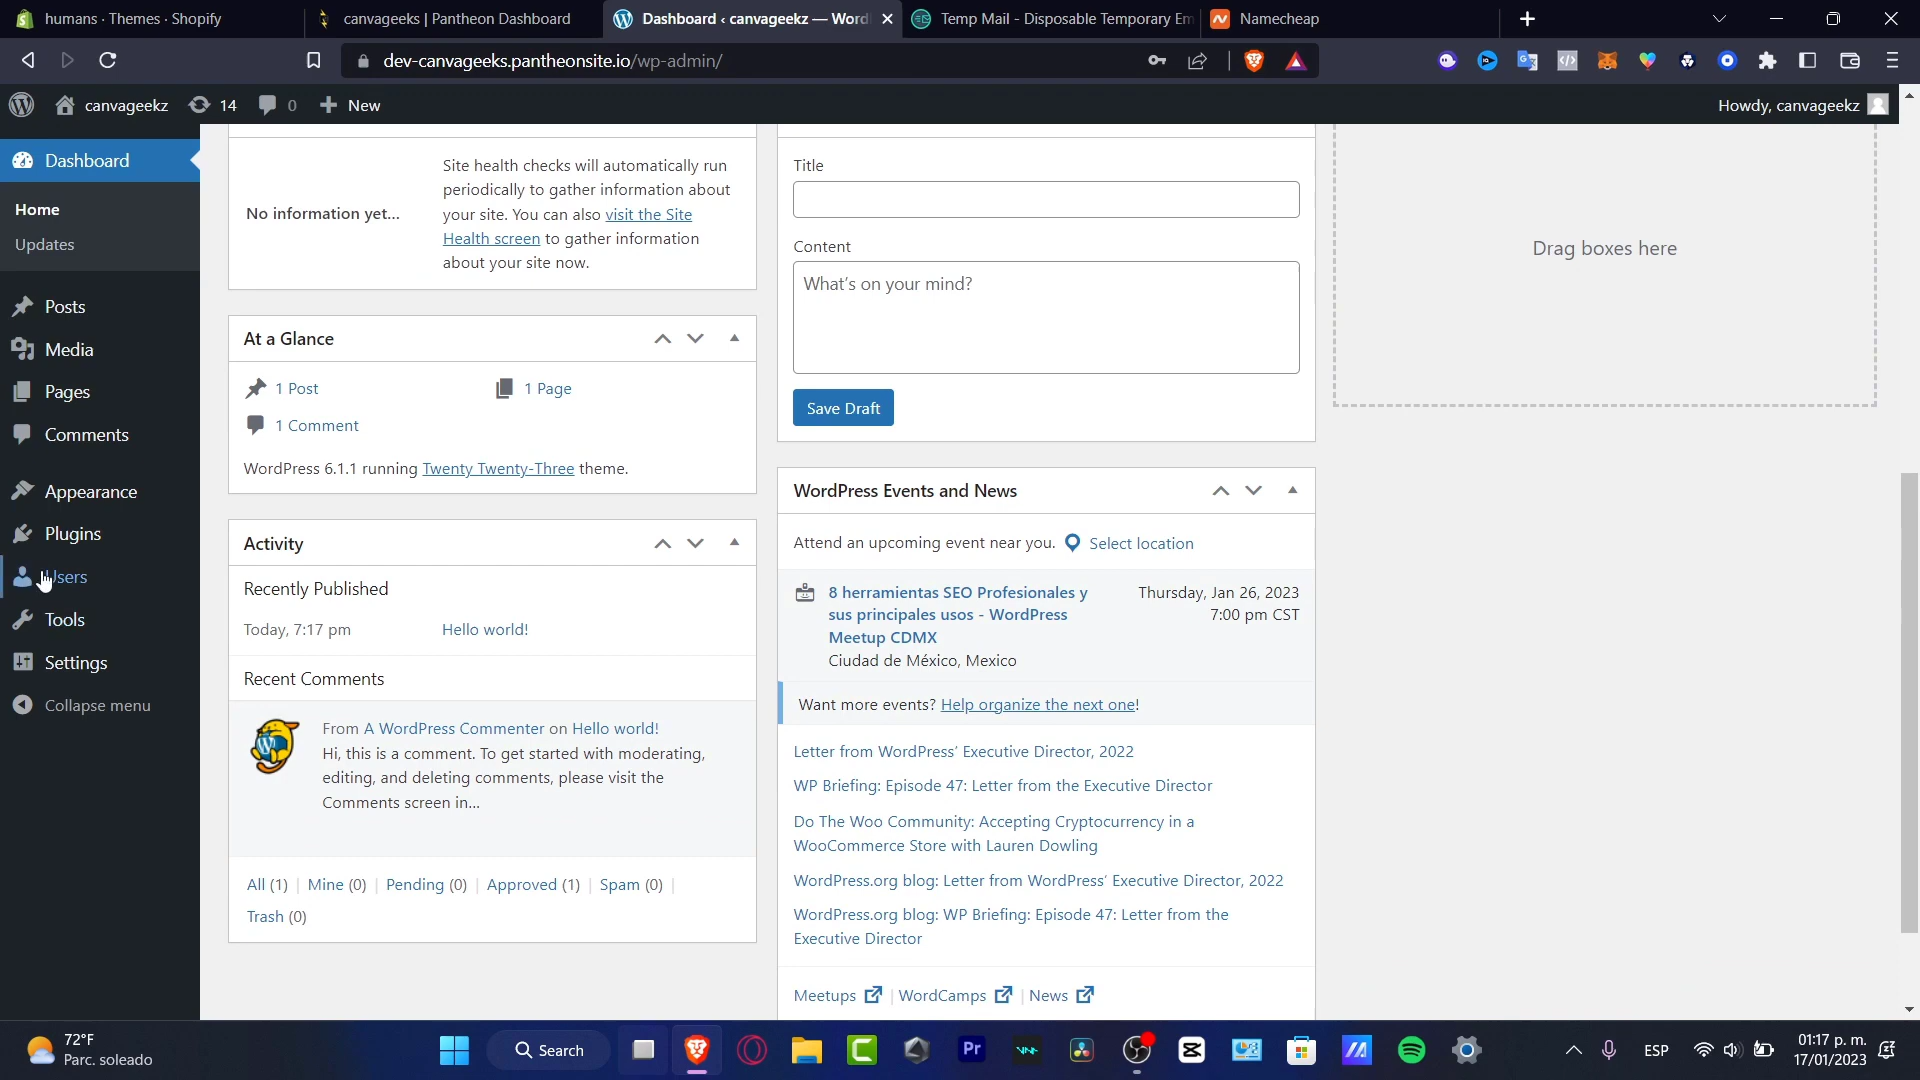 humans · Themes · Shopify
canvageeks | Pantheon Dashboard
Dashboard ‹ canvageekz — Word
Temp Mail - Disposable Temporary Em
Namecheap
dev-canvageeks.pantheonsite.io/wp-admin/
canvageekz
14
0
New
Howdy, canvageekz
Dashboard
Home
Updates
Posts
Media
Pages
Comments
Appearance
Plugins
Users
Tools
Settings
Collapse menu
No information yet...
Site health checks will automatically run
periodically to gather information about
your site. You can also visit the Site
Health screen to gather information
about your site now.
At a Glance
1 Post
1 Page
1 Comment
WordPress 6.1.1 running Twenty Twenty-Three theme.
Activity
Recently Published
Today, 7:17 pm
Hello world!
Recent Comments
From A WordPress Commenter on Hello world!
Hi, this is a comment. To get started with moderating,
editing, and deleting comments, please visit the
Comments screen in...
All (1) | Mine (0) | Pending (0) | Approved (1) | Spam (0) |
Trash (0)
Title
Content
What's on your mind?
Save Draft
WordPress Events and News
Attend an upcoming event near you.
Select location
8 herramientas SEO Profesionales y
sus principales usos - WordPress
Meetup CDMX
Ciudad de México, Mexico
Thursday, Jan 26, 2023
7:00 pm CST
Want more events? Help organize the next one!
Letter from WordPress' Executive Director, 2022
WP Briefing: Episode 47: Letter from the Executive Director
Do The Woo Community: Accepting Cryptocurrency in a
WooCommerce Store with Lauren Dowling
WordPress.org blog: Letter from WordPress' Executive Director, 2022
WordPress.org blog: WP Briefing: Episode 47: Letter from the
Executive Director
Meetups | WordCamps | News
Drag boxes here
72°F
Parc. soleado
Search
Pr
ESP
01:17 p. m.
17/01/2023